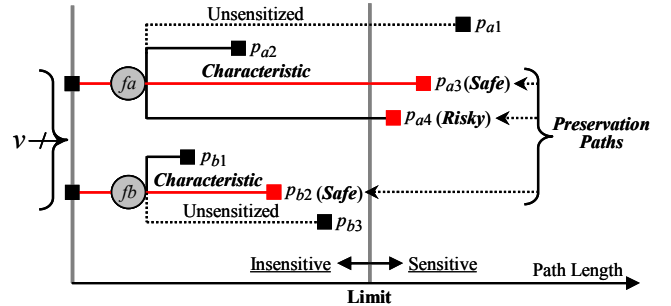 Unsensitized
p_a1
p_a2
Characteristic
fa
p_a3 (Safe)
p_a4 (Risky)
Preservation Paths
v
p_b1
Characteristic
fb
p_b2 (Safe)
Unsensitized
p_b3
Insensitive
Sensitive
Path Length
Limit